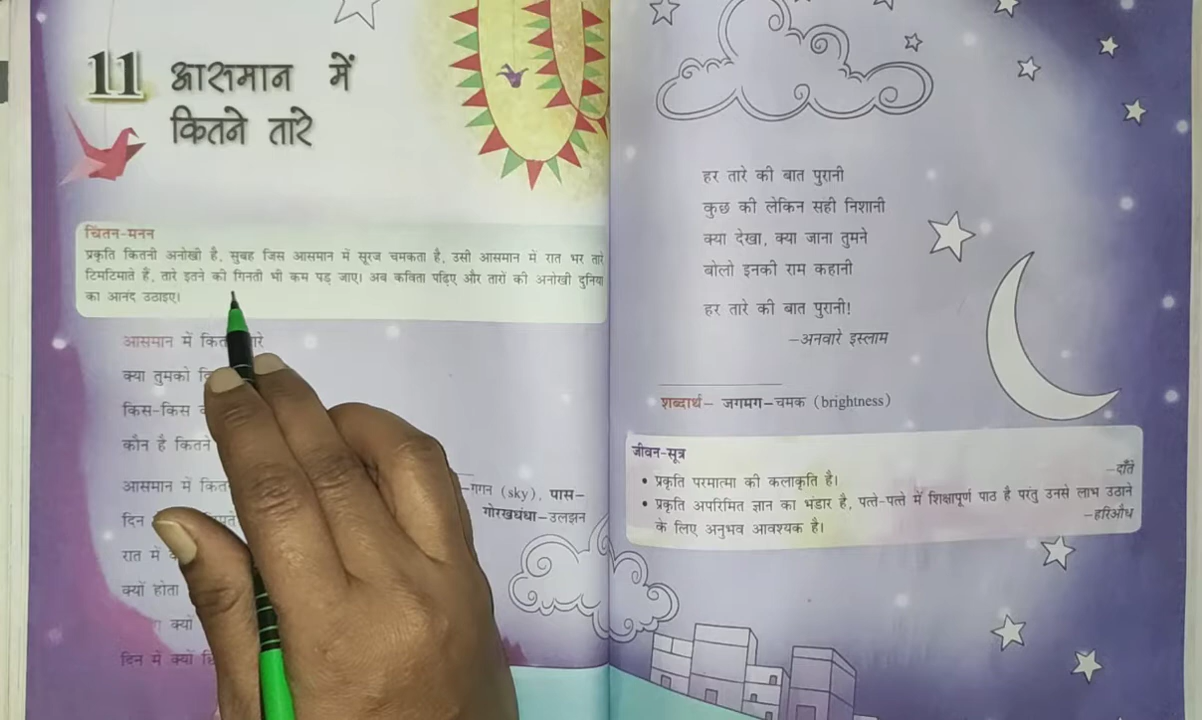 11 आसमान में
कितने तारे
चिंतन-मनन
प्रकृति कितनी अनोखी है, सुबह जिस आसमान में सूरज चमकता है, उसी आसमान में रात भर तारे
टिमटिमाते हैं, तारे इतने की गिनती भी कम पड़ जाए। अब कविता पढ़िए और तारों की अनोखी दुनिया
का आनंद उठाइए।
आसमान में
क्या तुमको
किस-किस
कौन है कितने
आसमान में
दिन
रात में
क्यों होता
क्यों
दिन में क्यों
गगन (sky), पास–
गोरखधंधा–उलझन
हर तारे की बात पुरानी
कुछ की लेकिन सही निशानी
क्या देखा, क्या जाना तुमने
बोलो इनकी राम कहानी
हर तारे की बात पुरानी!
–अनवारे इस्लाम
शब्दार्थ– जगमग–चमक (brightness)
जीवन-सूत्र
• प्रकृति परमात्मा की कलाकृति है। –दाँते
• प्रकृति अपरिमित ज्ञान का भंडार है, पत्ते-पत्ते में शिक्षापूर्ण पाठ है परंतु उनसे लाभ उठाने
के लिए अनुभव आवश्यक है। –हरिऔध